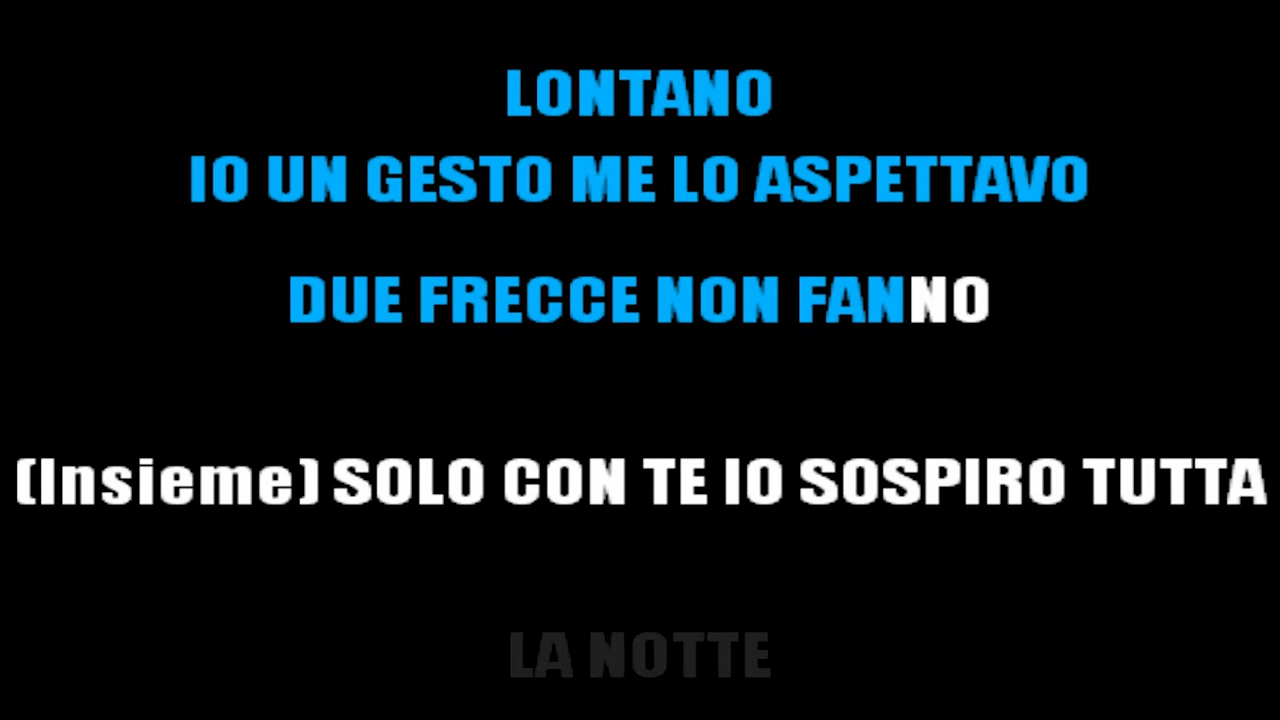 LONTANO
IO UN GESTO ME LO ASPETTAVO
DUE FRECCE NON FANNO
(Insieme) SOLO CON TE IO SOSPIRO TUTTA
LA NOTTE